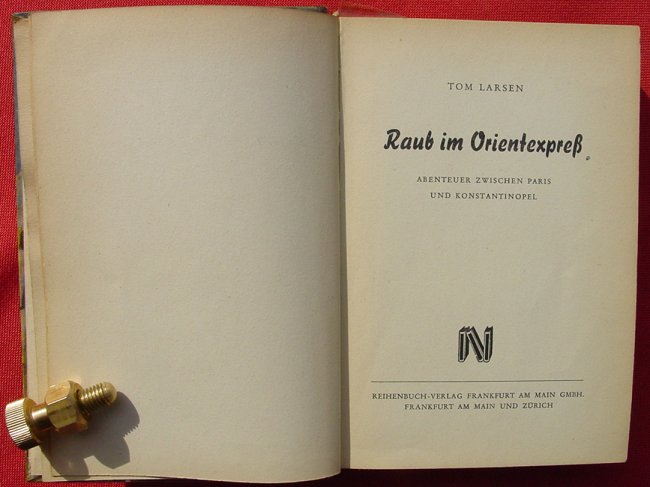 TOM LARSEN
Raub im Orientexpreß
ABENTEUER ZWISCHEN PARIS
UND KONSTANTINOPEL
N
REIHENBUCH-VERLAG FRANKFURT AM MAIN GMBH.
FRANKFURT AM MAIN UND ZÜRICH